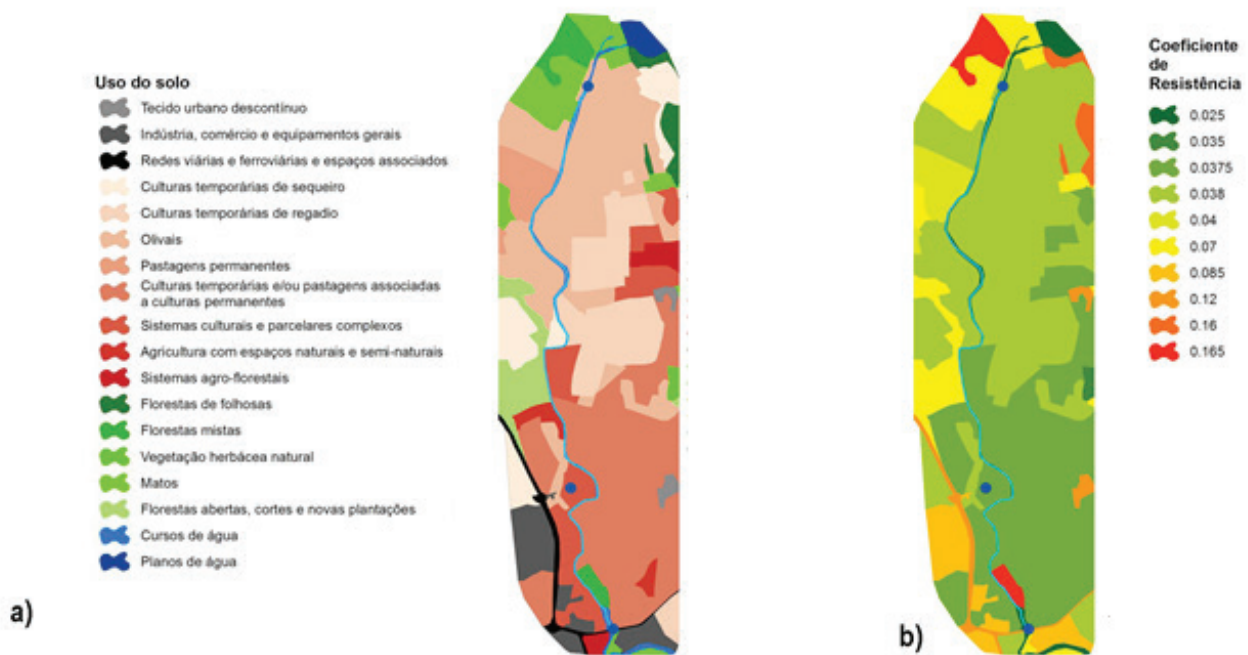 Uso do solo
Tecido urbano descontínuo
Indústria, comércio e equipamentos gerais
Redes viárias e ferroviárias e espaços associados
Culturas temporárias de sequeiro
Culturas temporárias de regadio
Olivais
Pastagens permanentes
Culturas temporárias e/ou pastagens associadas
a culturas permanentes
Sistemas culturais e parcelares complexos
Agricultura com espaços naturais e semi-naturais
Sistemas agro-florestais
Florestas de folhosas
Florestas mistas
Vegetação herbácea natural
Matos
Florestas abertas, cortes e novas plantações
Cursos de água
Planos de água
a)
Coeficiente
de
Resistência
0.025
0.035
0.0375
0.038
0.04
0.07
0.085
0.12
0.16
0.165
b)